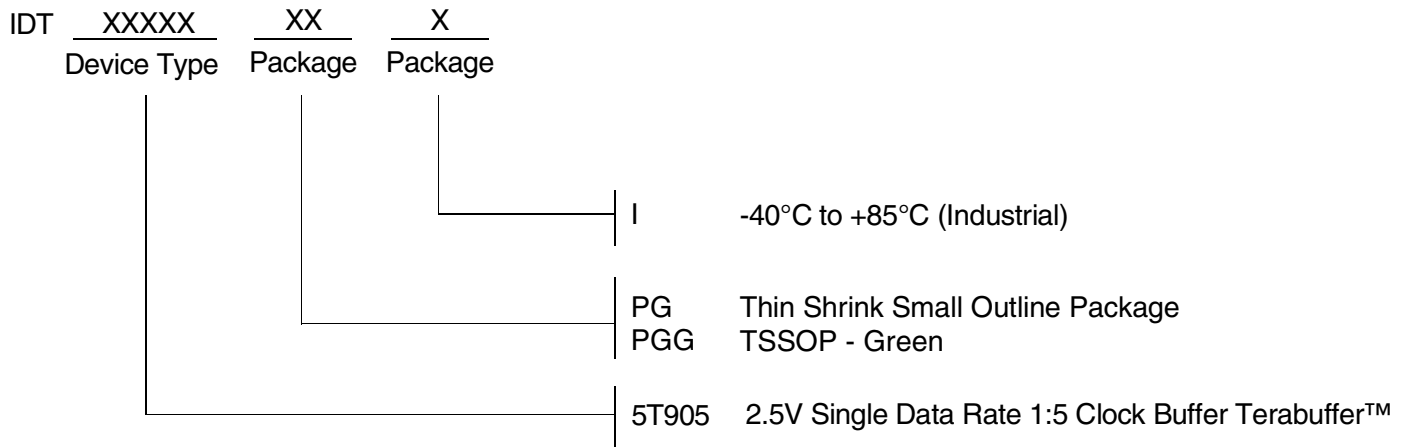 IDT XXXXX XX X
Device Type Package Package
I -40°C to +85°C (Industrial)
PG Thin Shrink Small Outline Package
PGG TSSOP - Green
5T905 2.5V Single Data Rate 1:5 Clock Buffer Terabuffer™